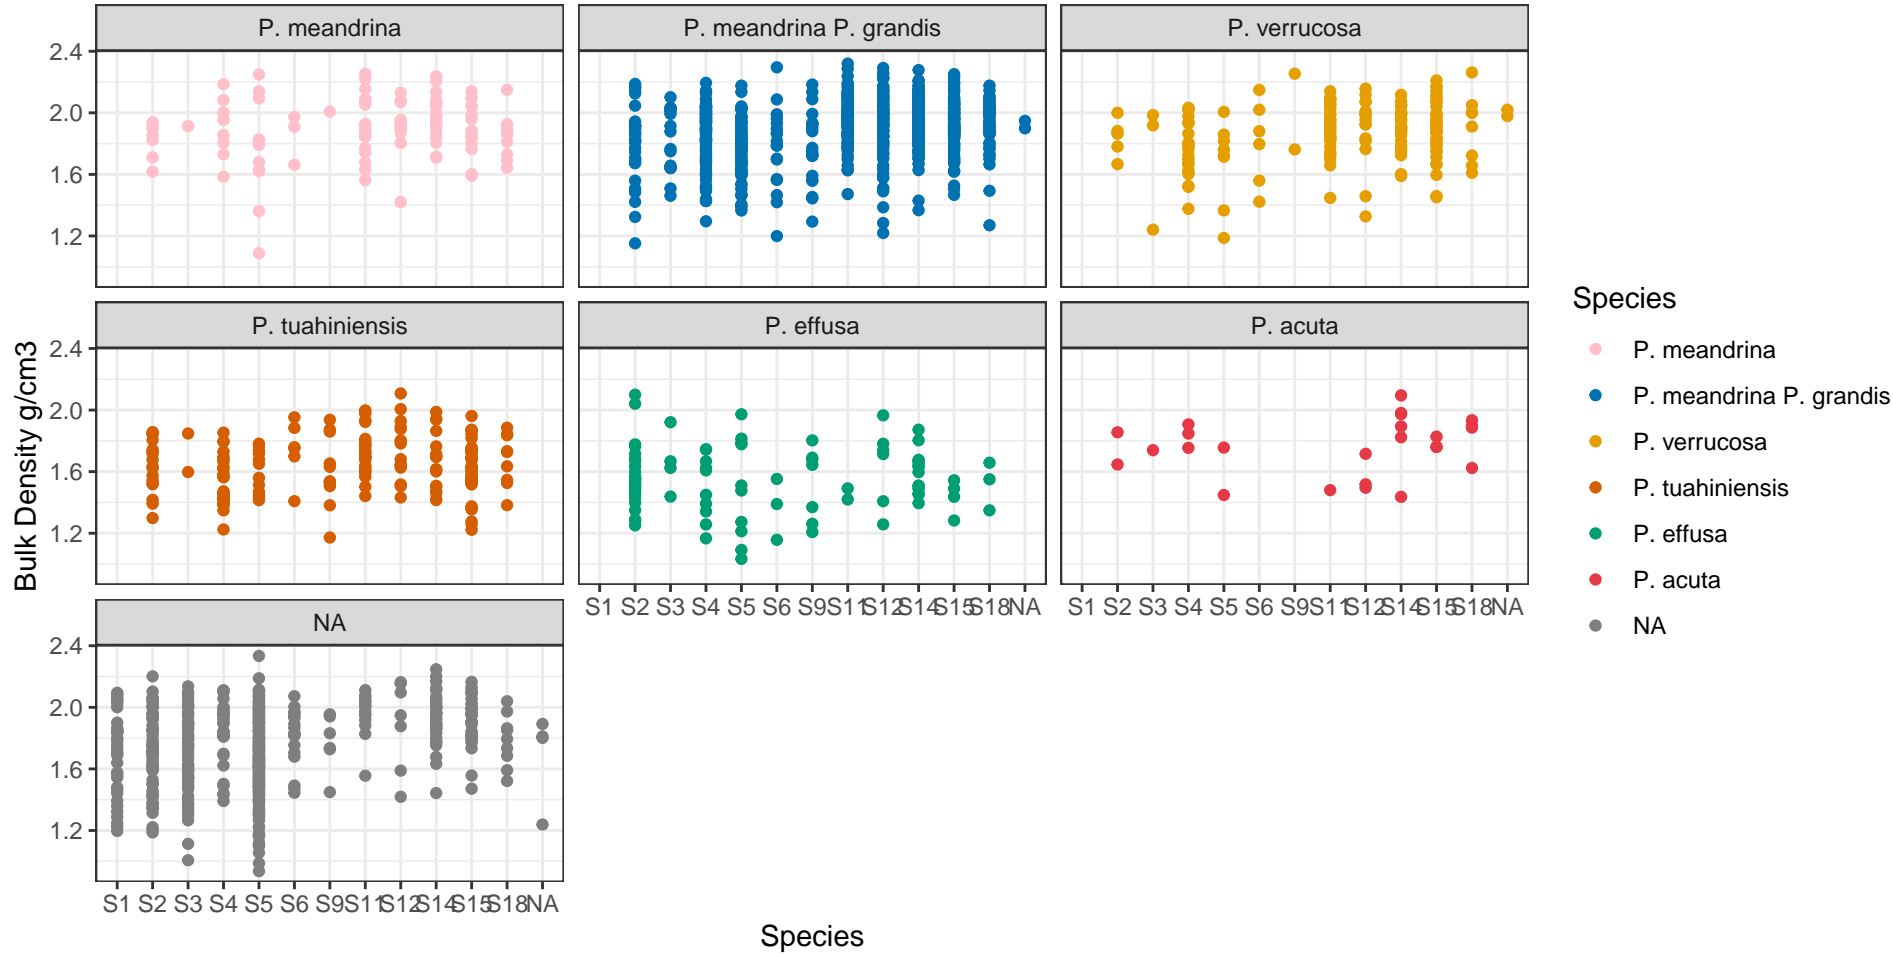 P. meandrina
P. meandrina P. grandis
P. verrucosa
2.4
2.0
1.6
1.2
P. tuahiniensis
P. effusa
P. acuta
2.4
2.0
1.6
1.2
S1 S2 S3 S4 S5 S6 S9 S11 S12 S14 S15 S18 NA
S1 S2 S3 S4 S5 S6 S9 S11 S12 S14 S15 S18 NA
NA
2.4
2.0
1.6
1.2
S1 S2 S3 S4 S5 S6 S9 S11 S12 S14 S15 S18 NA
Species
Bulk Density g/cm3
Species
P. meandrina
P. meandrina P. grandis
P. verrucosa
P. tuahiniensis
P. effusa
P. acuta
NA